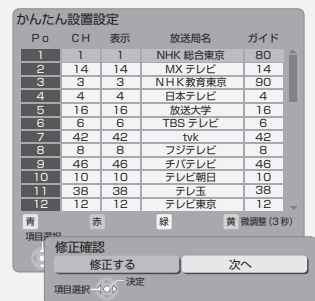 かんたん設置設定
Ｐｏ ＣＨ 表示 放送局名 ガイド
1 1 1 NHK 総合東京 80
2 14 14 MX テレビ 14
3 3 3 ＮＨＫ教育東京 90
4 4 4 日本テレビ 4
5 16 16 放送大学 16
6 6 6 TBS テレビ 6
7 42 42 tvk 42
8 8 8 フジテレビ 8
9 46 46 チバテレビ 46
10 10 10 テレビ朝日 10
11 38 38 テレ玉 38
12 12 12 テレビ東京 12
青 赤 緑 黄 微調整（３秒）
項目選択
修正確認
修正する 次へ
項目選択 決定